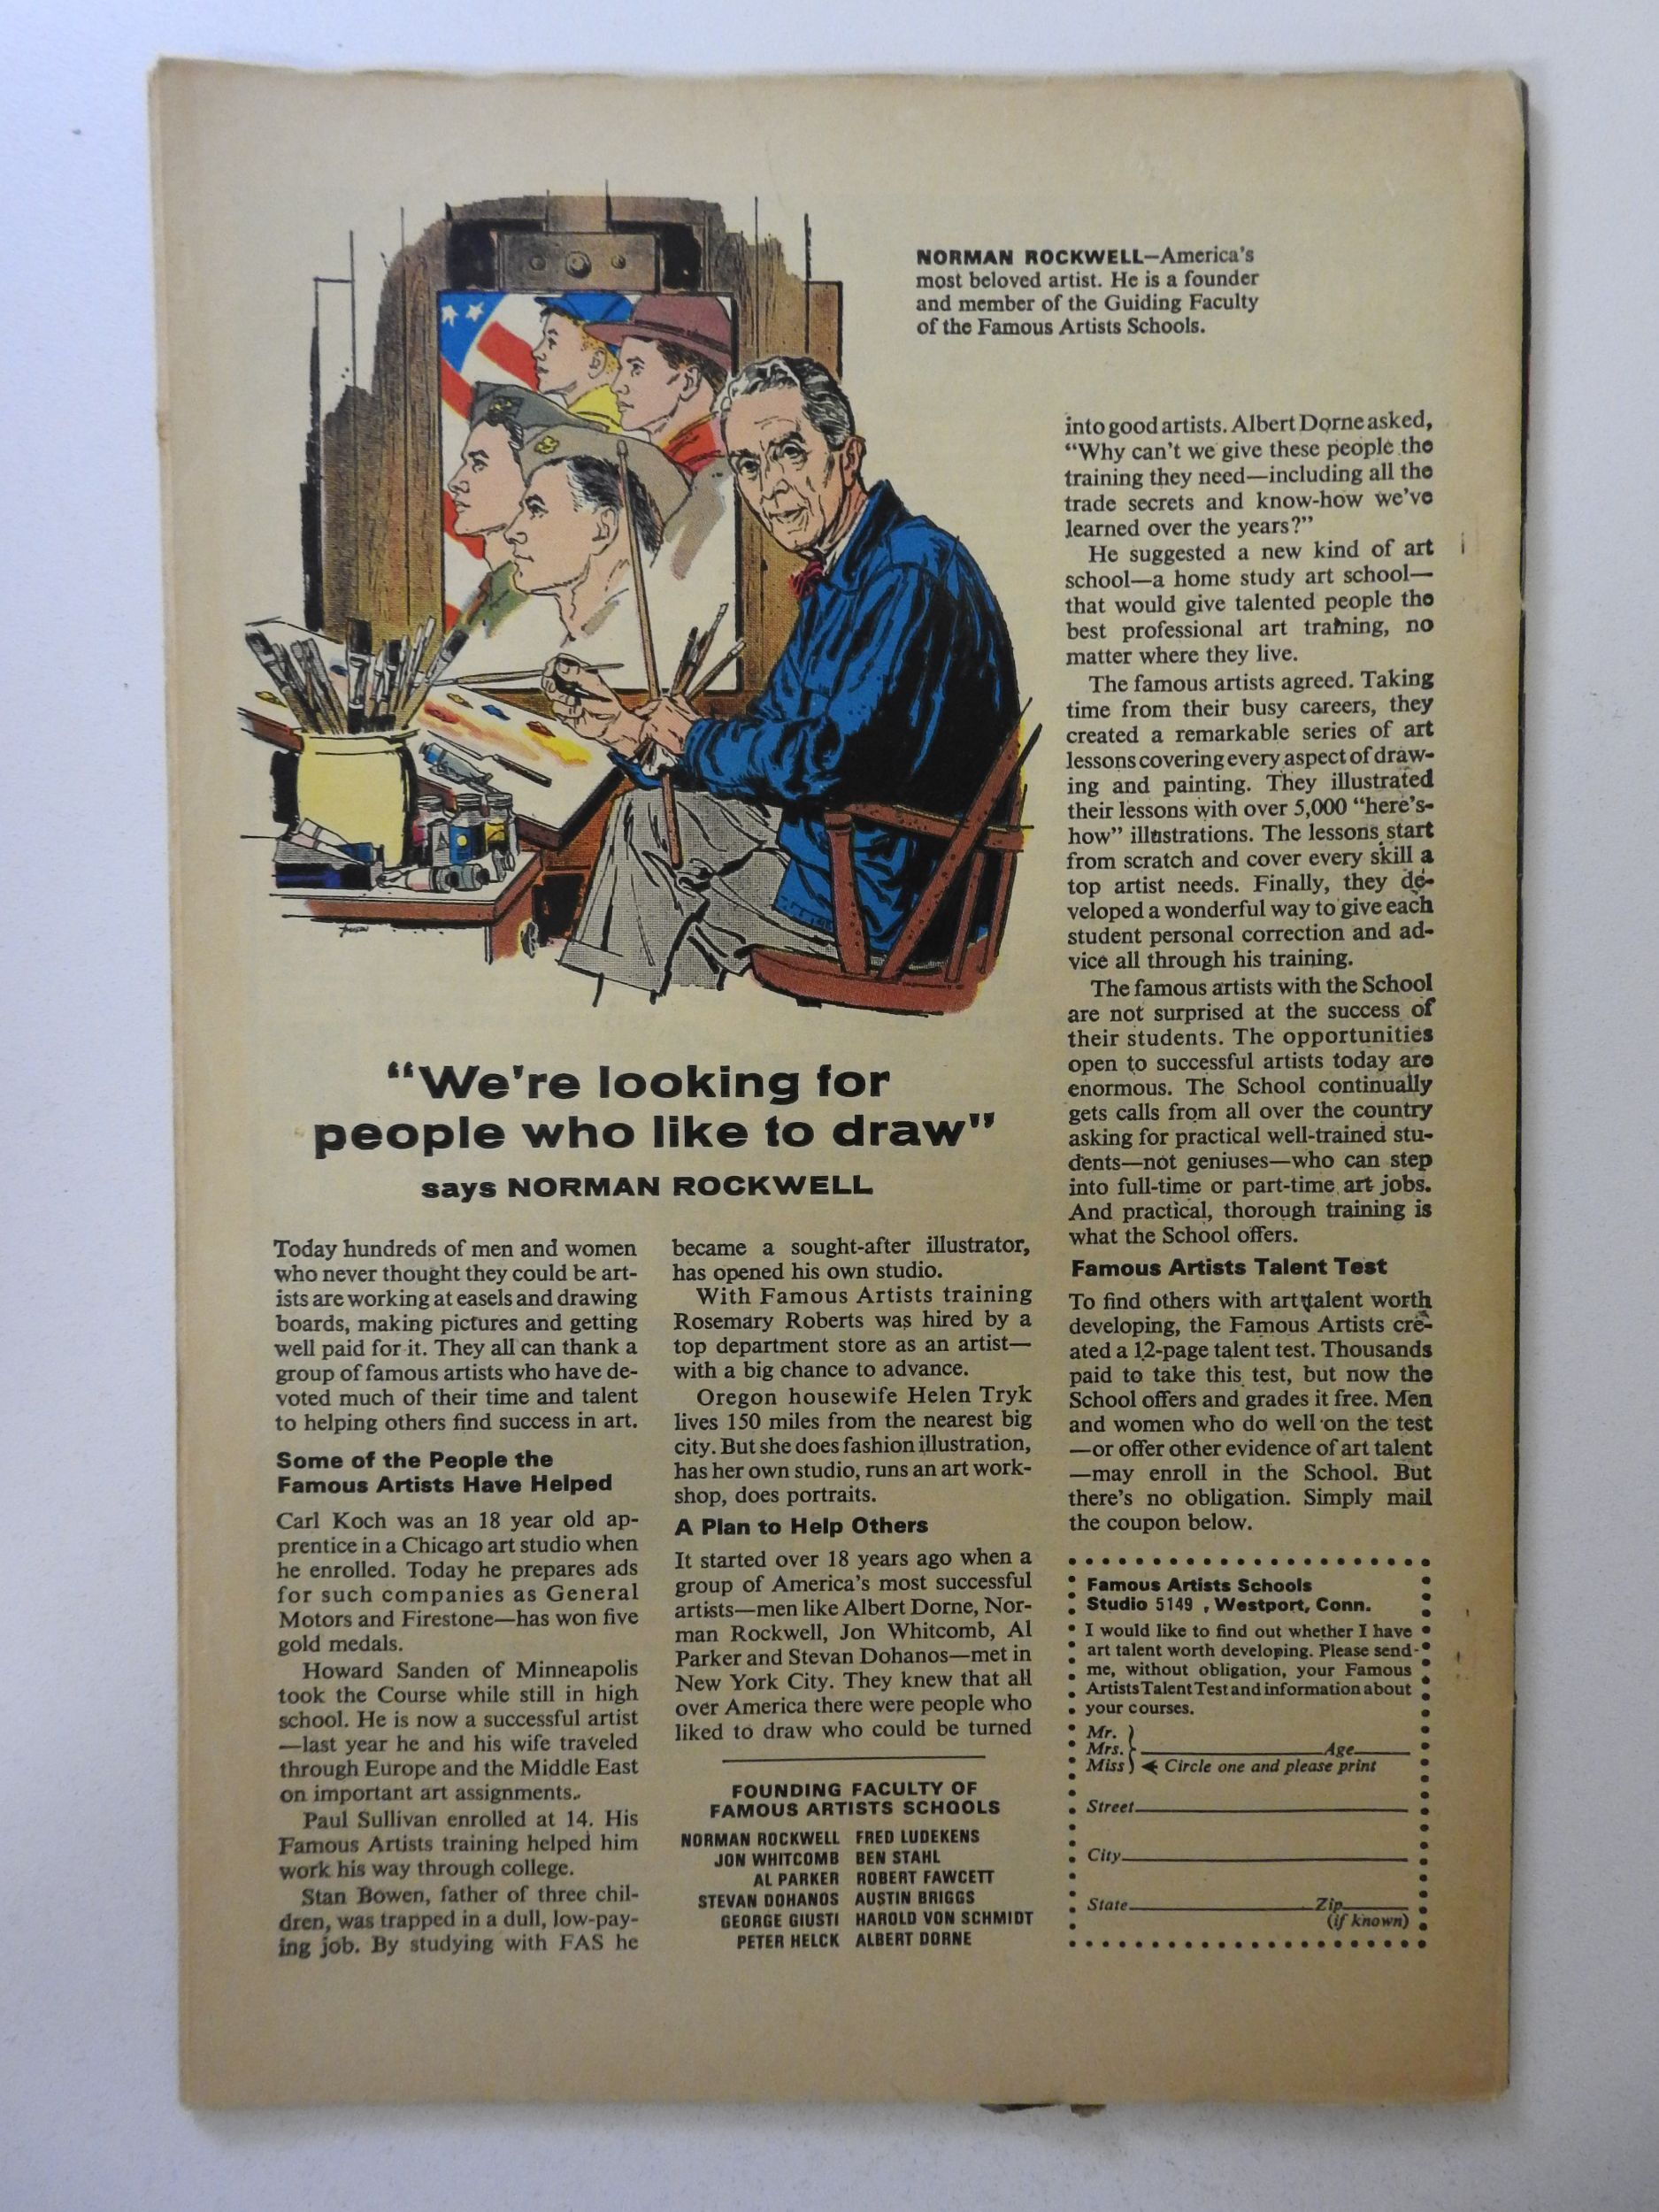 NORMAN ROCKWELL—America's
most beloved artist. He is a founder
and member of the Guiding Faculty
of the Famous Artists Schools.
"We're looking for
people who like to draw"
says NORMAN ROCKWELL
Today hundreds of men and women
who never thought they could be art-
ists are working at easels and drawing
boards, making pictures and getting
well paid for it. They all can thank a
group of famous artists who have de-
voted much of their time and talent
to helping others find success in art.
Some of the People the
Famous Artists Have Helped
Carl Koch was an 18 year old ap-
prentice in a Chicago art studio when
he enrolled. Today he prepares ads
for such companies as General
Motors and Firestone—has won five
gold medals.
Howard Sanden of Minneapolis
took the Course while still in high
school. He is now a successful artist
—last year he and his wife traveled
through Europe and the Middle East
on important art assignments.
Paul Sullivan enrolled at 14. His
Famous Artists training helped him
work his way through college.
Stan Bowen, father of three chil-
dren, was trapped in a dull, low-pay-
ing job. By studying with FAS he
became a sought-after illustrator,
has opened his own studio.
With Famous Artists training
Rosemary Roberts was hired by a
top department store as an artist—
with a big chance to advance.
Oregon housewife Helen Tryk
lives 150 miles from the nearest big
city. But she does fashion illustration,
has her own studio, runs an art work-
shop, does portraits.
A Plan to Help Others
It started over 18 years ago when a
group of America's most successful
artists—men like Albert Dorne, Nor-
man Rockwell, Jon Whitcomb, Al
Parker and Stevan Dohanos—met in
New York City. They knew that all
over America there were people who
liked to draw who could be turned
FOUNDING FACULTY OF
FAMOUS ARTISTS SCHOOLS
NORMAN ROCKWELL FRED LUDEKENS
JON WHITCOMB BEN STAHL
AL PARKER ROBERT FAWCETT
STEVAN DOHANOS AUSTIN BRIGGS
GEORGE GIUSTI HAROLD VON SCHMIDT
PETER HELCK ALBERT DORNE
into good artists. Albert Dorne asked,
"Why can't we give these people the
training they need—including all the
trade secrets and know-how we've
learned over the years?"
He suggested a new kind of art
school—a home study art school—
that would give talented people the
best professional art training, no
matter where they live.
The famous artists agreed. Taking
time from their busy careers, they
created a remarkable series of art
lessons covering every aspect of draw-
ing and painting. They illustrated
their lessons with over 5,000 "here's-
how" illustrations. The lessons start
from scratch and cover every skill a
top artist needs. Finally, they de-
veloped a wonderful way to give each
student personal correction and ad-
vice all through his training.
The famous artists with the School
are not surprised at the success of
their students. The opportunities
open to successful artists today are
enormous. The School continually
gets calls from all over the country
asking for practical well-trained stu-
dents—not geniuses—who can step
into full-time or part-time art jobs.
And practical, thorough training is
what the School offers.
Famous Artists Talent Test
To find others with art talent worth
developing, the Famous Artists cre-
ated a 12-page talent test. Thousands
paid to take this test, but now the
School offers and grades it free. Men
and women who do well on the test
—or offer other evidence of art talent
—may enroll in the School. But
there's no obligation. Simply mail
the coupon below.
Famous Artists Schools
Studio 5149 , Westport, Conn.
I would like to find out whether I have
art talent worth developing. Please send
me, without obligation, your Famous
Artists Talent Test and information about
your courses.
Mr.
Mrs. Age
Miss Circle one and please print
Street
City
State Zip
(if known)